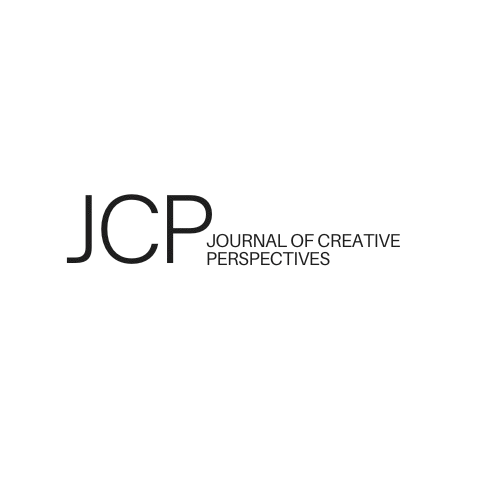 JCP
JOURNAL OF CREATIVE
PERSPECTIVES